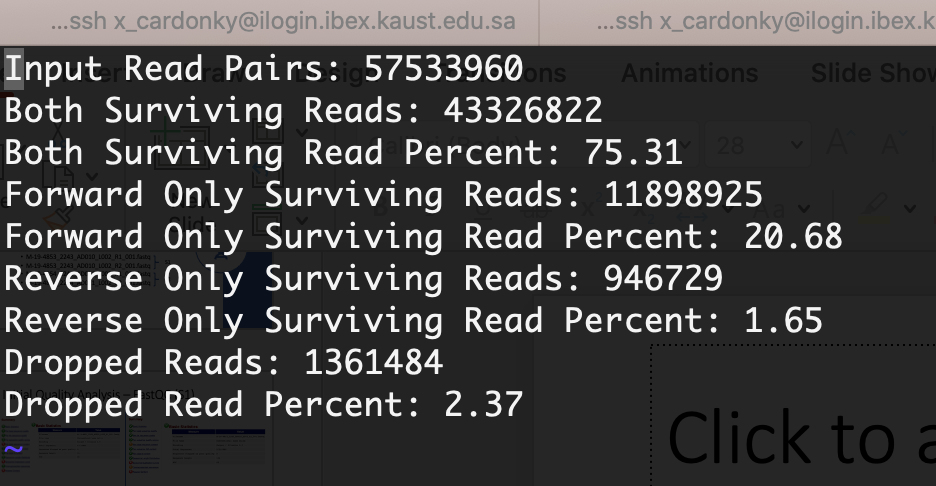 ...ssh x_cardonky@ilogin.ibex.kaust.edu.sa ...ssh x_cardonky@ilogin.ibex.k
Input Read Pairs: 57533960
Animations Slide Show
Both Surviving Reads: 43326822
Both Surviving Read Percent: 75.31
28
Forward Only Surviving Reads: 11898925
Forward Only Surviving Read Percent: 20.68
Reverse Only Surviving Reads: 946729
Reverse Only Surviving Read Percent: 1.65
Dropped Reads: 1361484
Dropped Read Percent: 2.37
~
Click to a